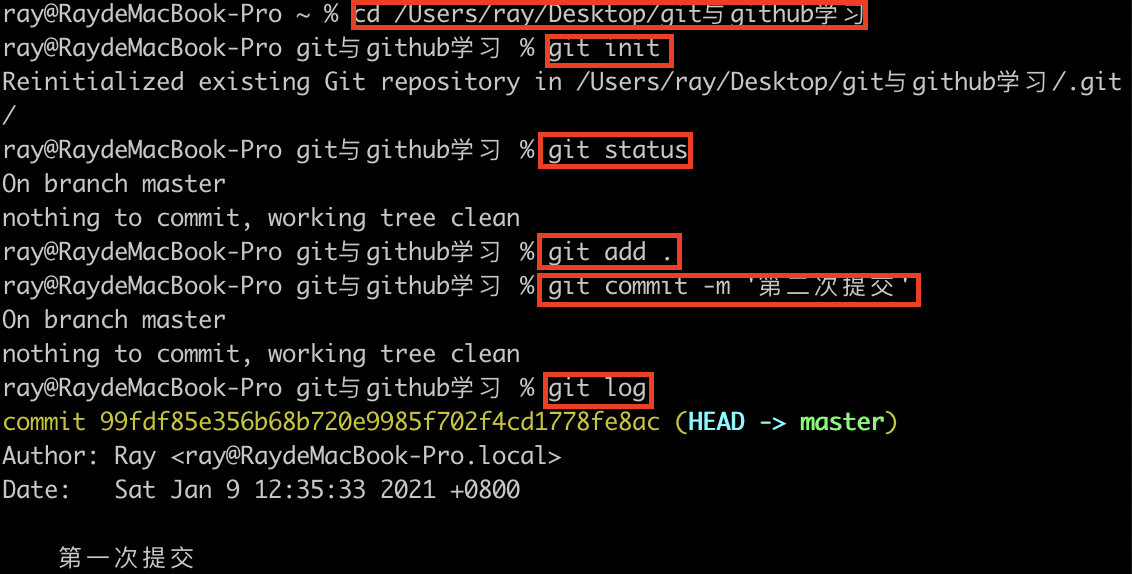 ray@RaydeMacBook-Pro ~ % cd /Users/ray/Desktop/git与github学习
ray@RaydeMacBook-Pro git与github学习 % git init
Reinitialized existing Git repository in /Users/ray/Desktop/git与github学习/.git
/
ray@RaydeMacBook-Pro git与github学习 % git status
On branch master
nothing to commit, working tree clean
ray@RaydeMacBook-Pro git与github学习 % git add .
ray@RaydeMacBook-Pro git与github学习 % git commit -m '第二次提交'
On branch master
nothing to commit, working tree clean
ray@RaydeMacBook-Pro git与github学习 % git log
commit 99fdf85e356b68b720e9985f702f4cd1778fe8ac (HEAD -> master)
Author: Ray <ray@RaydeMacBook-Pro.local>
Date:   Sat Jan 9 12:35:33 2021 +0800
    第一次提交